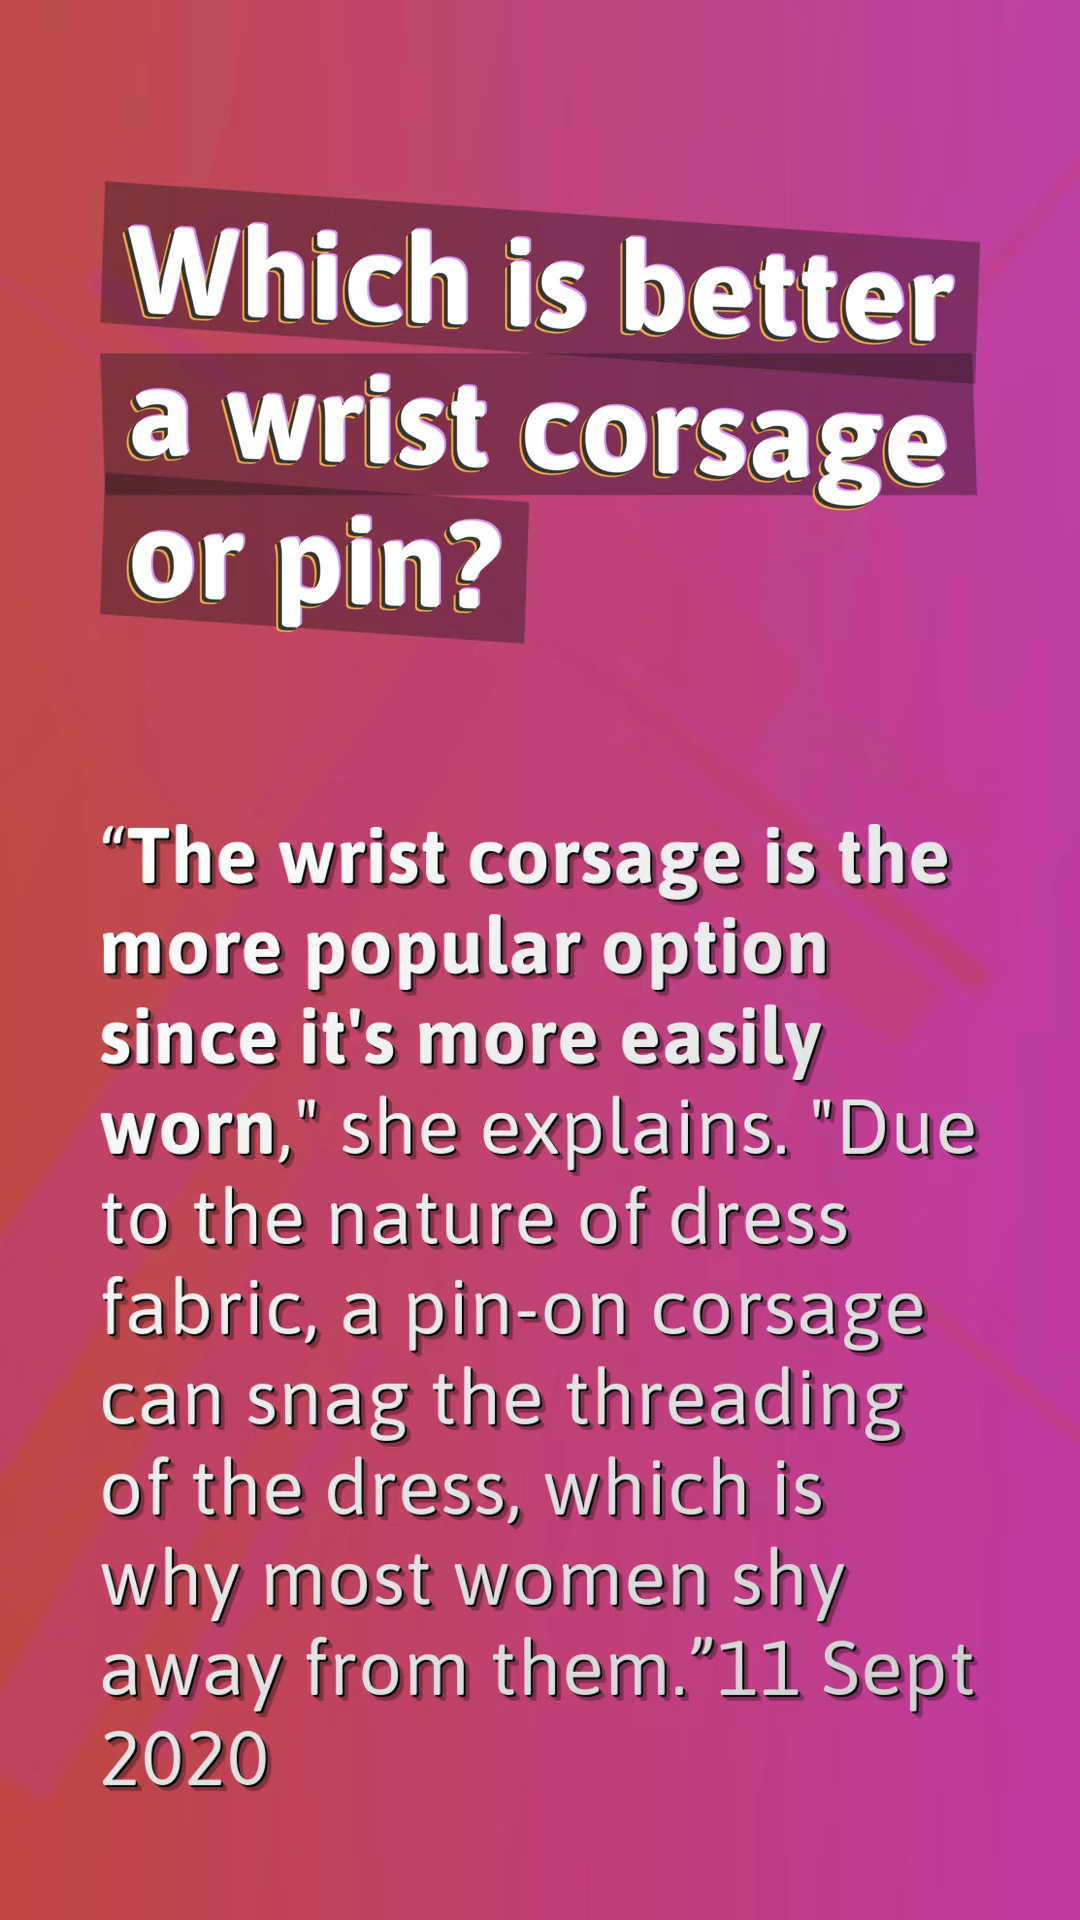 Which is better
a wrist corsage
or pin?
“The wrist corsage is the
more popular option
since it's more easily
worn," she explains. "Due
to the nature of dress
fabric, a pin-on corsage
can snag the threading
of the dress, which is
why most women shy
away from them.”11 Sept
2020